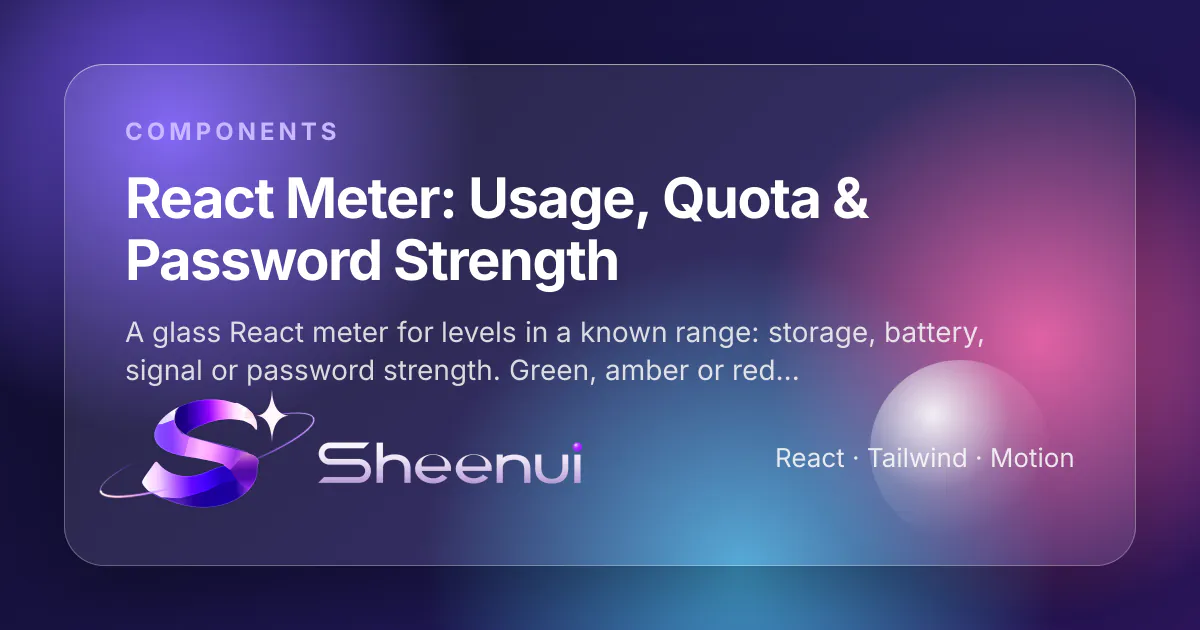 COMPONENTS
React Meter: Usage, Quota &
Password Strength
A glass React meter for levels in a known range: storage, battery,
signal or password strength. Green, amber or red...
Sheenui
React · Tailwind · Motion